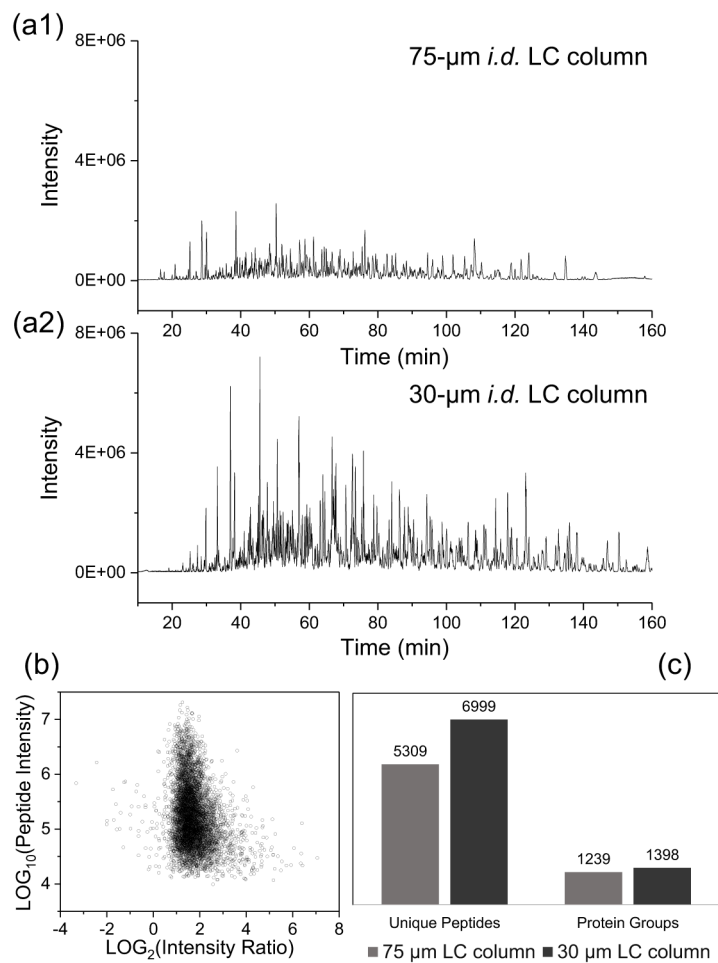 (a1)
8E+06
75-µm i.d. LC column
Intensity
4E+06
0E+00
20 40 60 80 100 120 140 160
Time (min)
(a2)
8E+06
30-µm i.d. LC column
Intensity
4E+06
0E+00
20 40 60 80 100 120 140 160
Time (min)
(b)
LOG10(Peptide Intensity)
7
6
5
4
-4 -2 0 2 4 6 8
LOG2(Intensity Ratio)
(c)
5309 6999
1239 1398
Unique Peptides Protein Groups
75 µm LC column 30 µm LC column